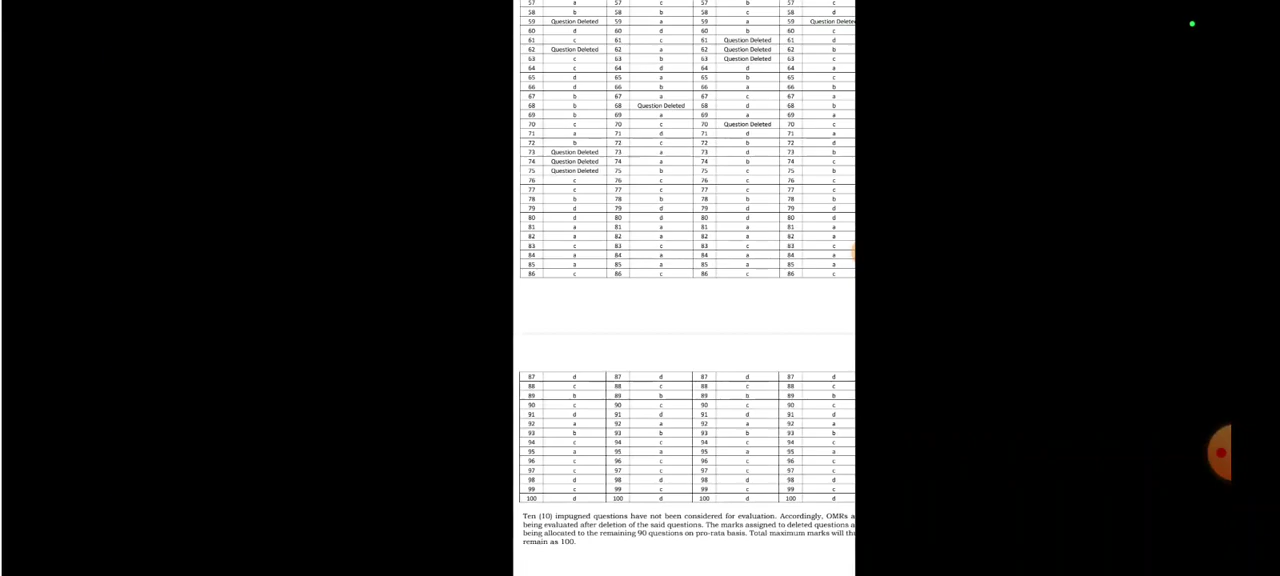 57 a 57 c 57 b 57 c
58 b 58 b 58 c 58 d
59 Question Deleted 59 a 59 a 59 Question Deleted
60 d 60 d 60 b 60 c
61 c 61 c 61 Question Deleted 61 d
62 Question Deleted 62 a 62 Question Deleted 62 b
63 c 63 b 63 Question Deleted 63 c
64 c 64 d 64 d 64 a
65 d 65 a 65 b 65 c
66 d 66 b 66 a 66 b
67 b 67 a 67 c 67 a
68 b 68 Question Deleted 68 d 68 b
69 b 69 a 69 a 69 a
70 c 70 c 70 Question Deleted 70 c
71 a 71 d 71 d 71 a
72 b 72 c 72 b 72 d
73 Question Deleted 73 a 73 d 73 b
74 Question Deleted 74 a 74 b 74 c
75 Question Deleted 75 b 75 c 75 b
76 c 76 c 76 c 76 c
77 c 77 c 77 c 77 c
78 b 78 b 78 b 78 b
79 d 79 d 79 d 79 d
80 d 80 d 80 d 80 d
81 a 81 a 81 a 81 a
82 a 82 a 82 a 82 a
83 c 83 c 83 c 83 c
84 a 84 a 84 a 84 a
85 a 85 a 85 a 85 a
86 c 86 c 86 c 86 c
87 d 87 d 87 d 87 d
88 c 88 c 88 c 88 c
89 b 89 b 89 b 89 b
90 c 90 c 90 c 90 c
91 d 91 d 91 d 91 d
92 a 92 a 92 a 92 a
93 b 93 b 93 b 93 b
94 c 94 c 94 c 94 c
95 a 95 a 95 a 95 a
96 c 96 c 96 c 96 c
97 c 97 c 97 c 97 c
98 d 98 d 98 d 98 d
99 c 99 c 99 c 99 c
100 d 100 d 100 d 100 d
Ten (10) impugned questions have not been considered for evaluation. Accordingly, OMRs a
being evaluated after deletion of the said questions. The marks assigned to deleted questions a
being allocated to the remaining 90 questions on pro-rata basis. Total maximum marks will th
remain as 100.